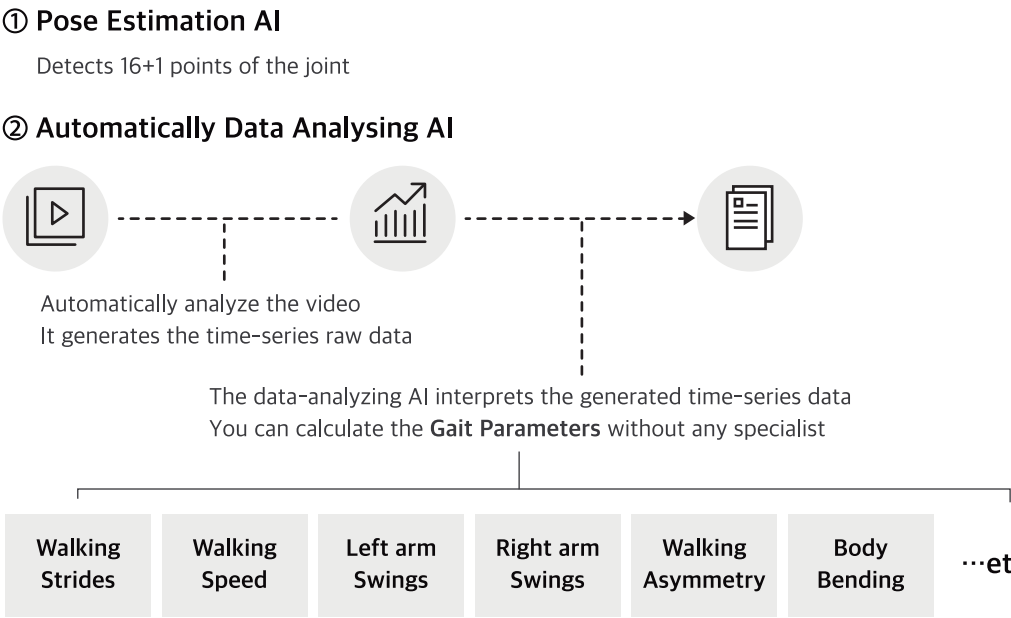 ① Pose Estimation AI
Detects 16+1 points of the joint
② Automatically Data Analysing AI
Automatically analyze the video
It generates the time-series raw data
The data-analyzing AI interprets the generated time-series data
You can calculate the Gait Parameters without any specialist
Walking Strides
Walking Speed
Left arm Swings
Right arm Swings
Walking Asymmetry
Body Bending
···et